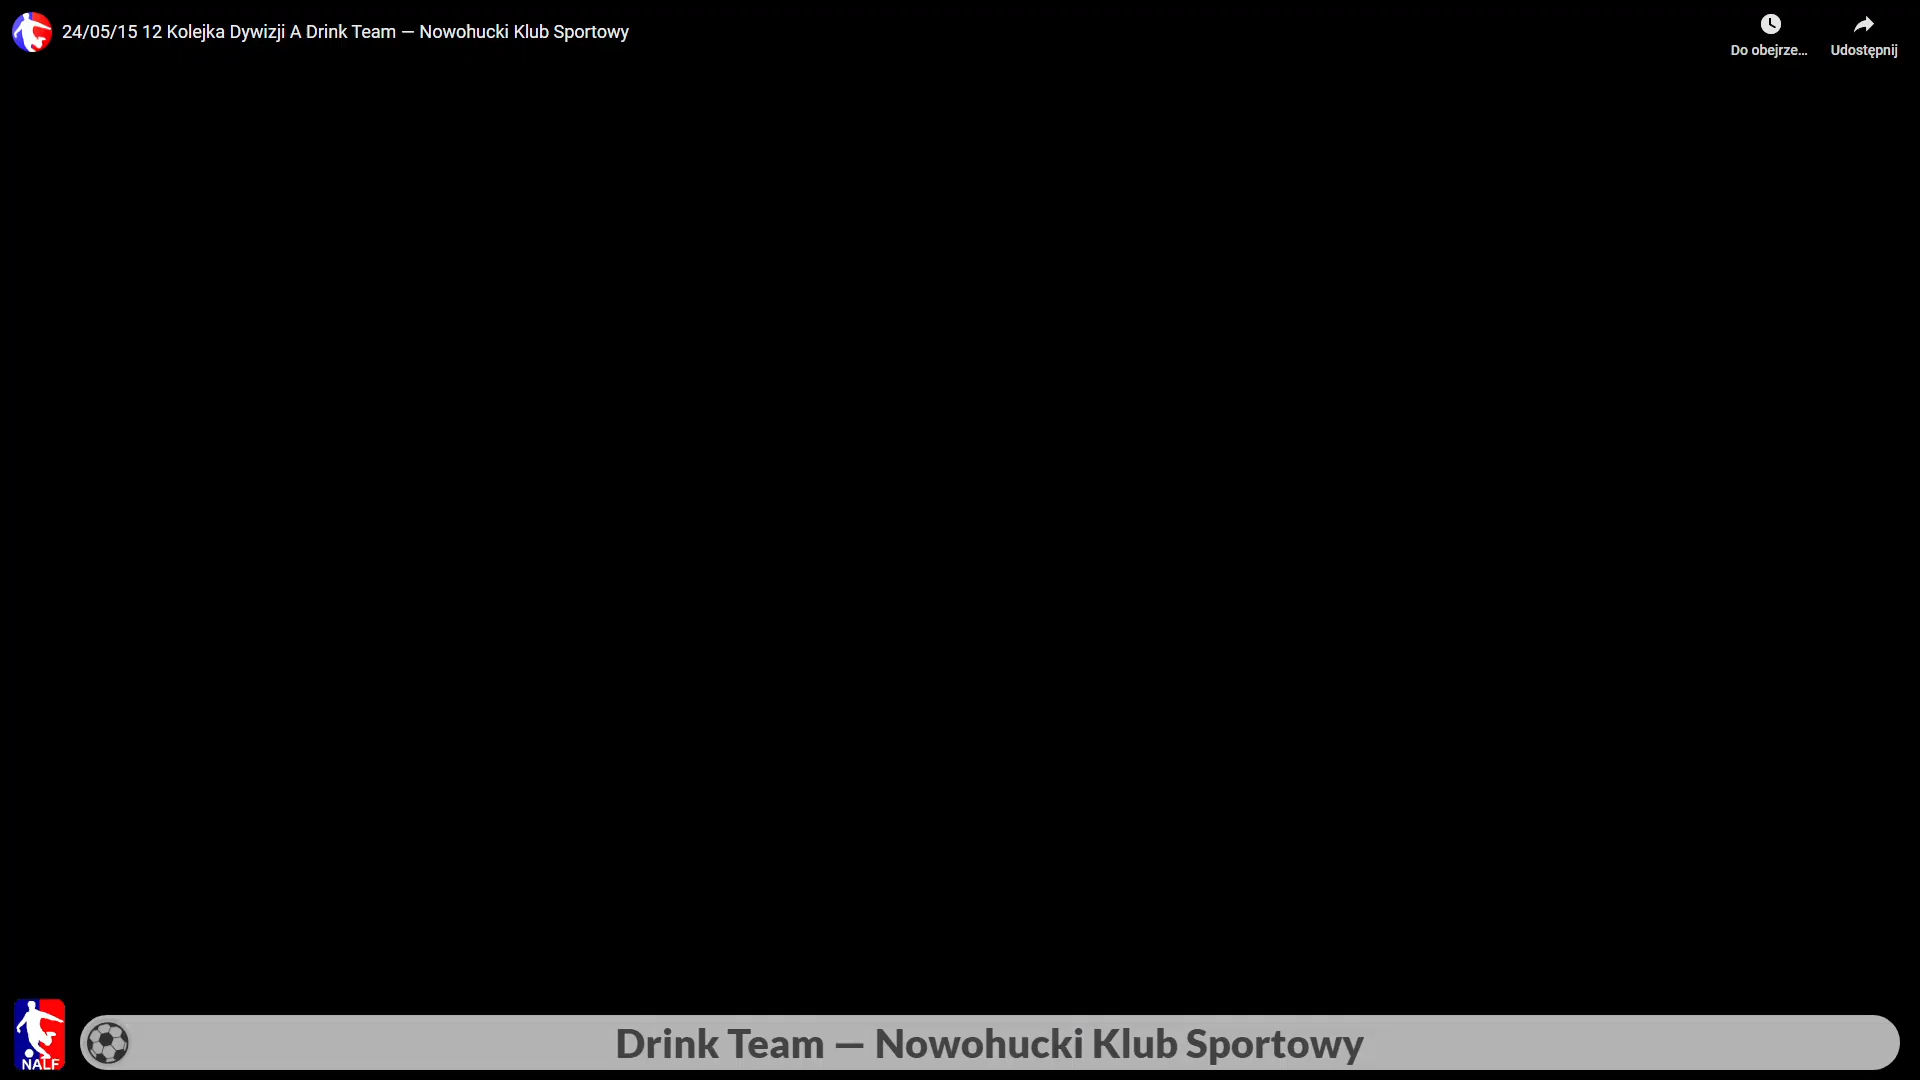 24/05/15 12 Kolejka Dywizji A Drink Team — Nowohucki Klub Sportowy
Do obejrze...
Udostępnij
NALF
Drink Team — Nowohucki Klub Sportowy